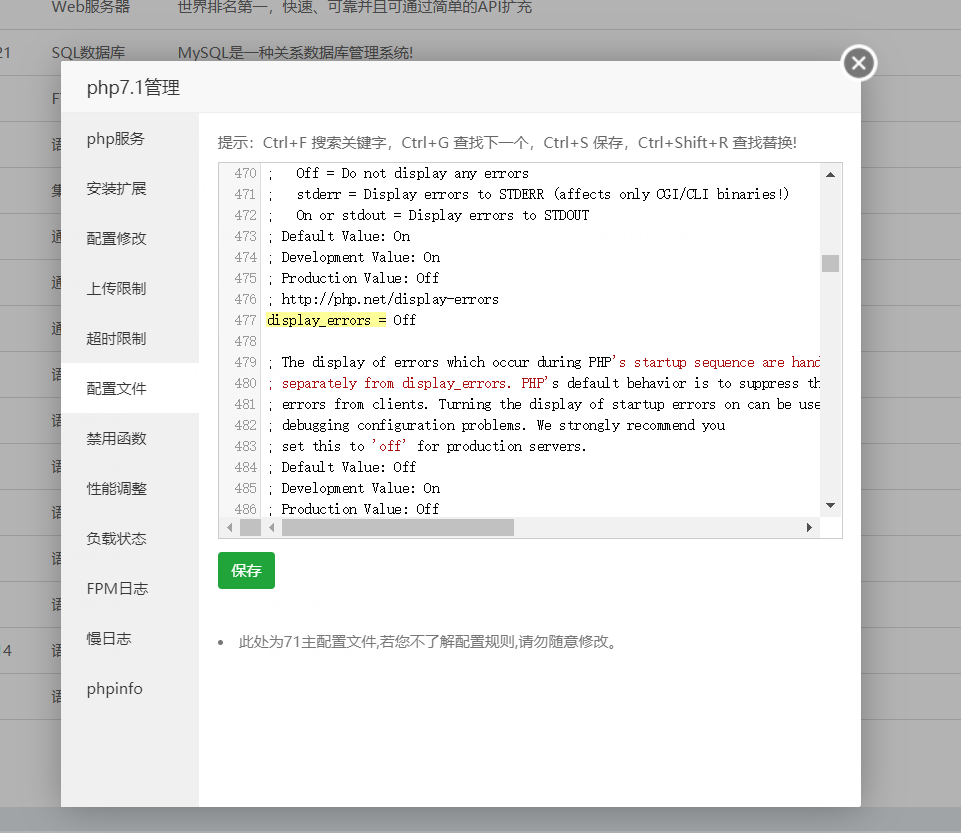 Web服务器 世界排名第一，快速、可靠并且可通过简单的API扩充
21 SQL数据库 MySQL是一种关系数据库管理系统!
php7.1管理
php服务
安装扩展
配置修改
上传限制
超时限制
配置文件
禁用函数
性能调整
负载状态
FPM日志
慢日志
phpinfo
提示：Ctrl+F 搜索关键字，Ctrl+G 查找下一个，Ctrl+S 保存，Ctrl+Shift+R 查找替换!
470 ;   Off = Do not display any errors
471 ;   stderr = Display errors to STDERR (affects only CGI/CLI binaries!)
472 ;   On or stdout = Display errors to STDOUT
473 ; Default Value: On
474 ; Development Value: On
475 ; Production Value: Off
476 ; http://php.net/display-errors
477 display_errors = Off
478
479 ; The display of errors which occur during PHP's startup sequence are hand
480 ; separately from display_errors. PHP's default behavior is to suppress th
481 ; errors from clients. Turning the display of startup errors on can be use
482 ; debugging configuration problems. We strongly recommend you
483 ; set this to 'off' for production servers.
484 ; Default Value: Off
485 ; Development Value: On
486 ; Production Value: Off
保存
• 此处为71主配置文件,若您不了解配置规则,请勿随意修改。
14